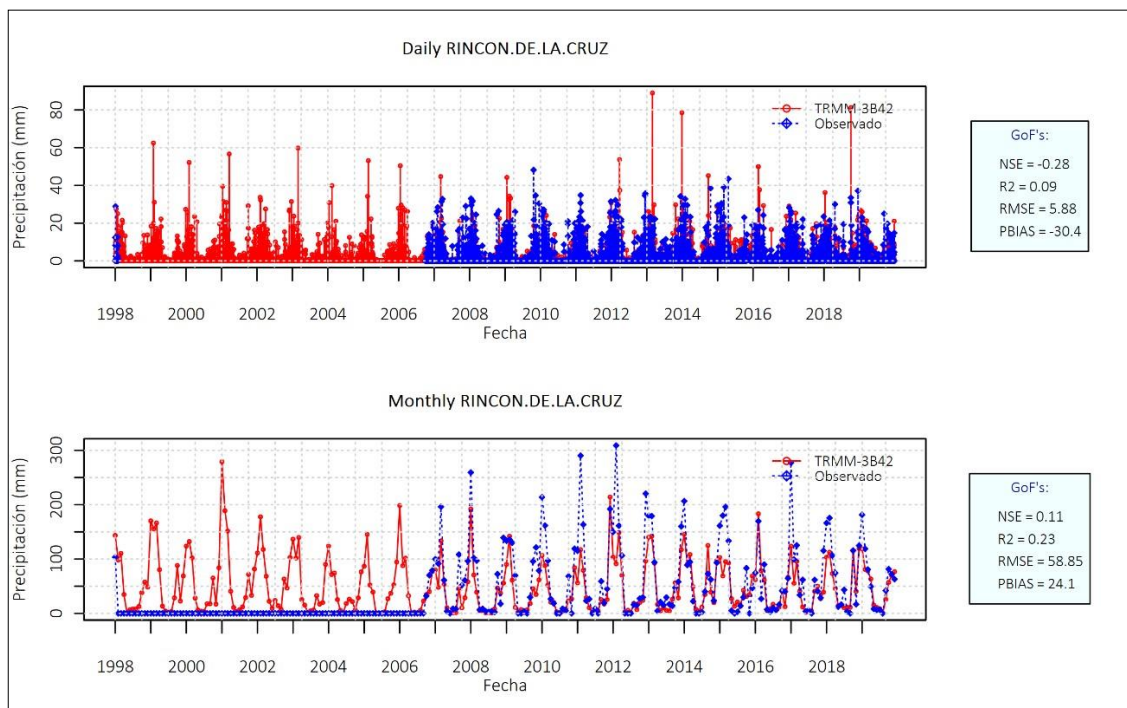 Daily RINCON.DE.LA.CRUZ
Precipitación (mm)
80
60
40
20
0
TRMM-3B42
Observado
1998 2000 2002 2004 2006 2008 2010 2012 2014 2016 2018
Fecha
GoF's:
NSE = -0.28
R2 = 0.09
RMSE = 5.88
PBIAS = -30.4
Monthly RINCON.DE.LA.CRUZ
Precipitación (mm)
300
200
100
0
TRMM-3B42
Observado
1998 2000 2002 2004 2006 2008 2010 2012 2014 2016 2018
Fecha
GoF's:
NSE = 0.11
R2 = 0.23
RMSE = 58.85
PBIAS = 24.1